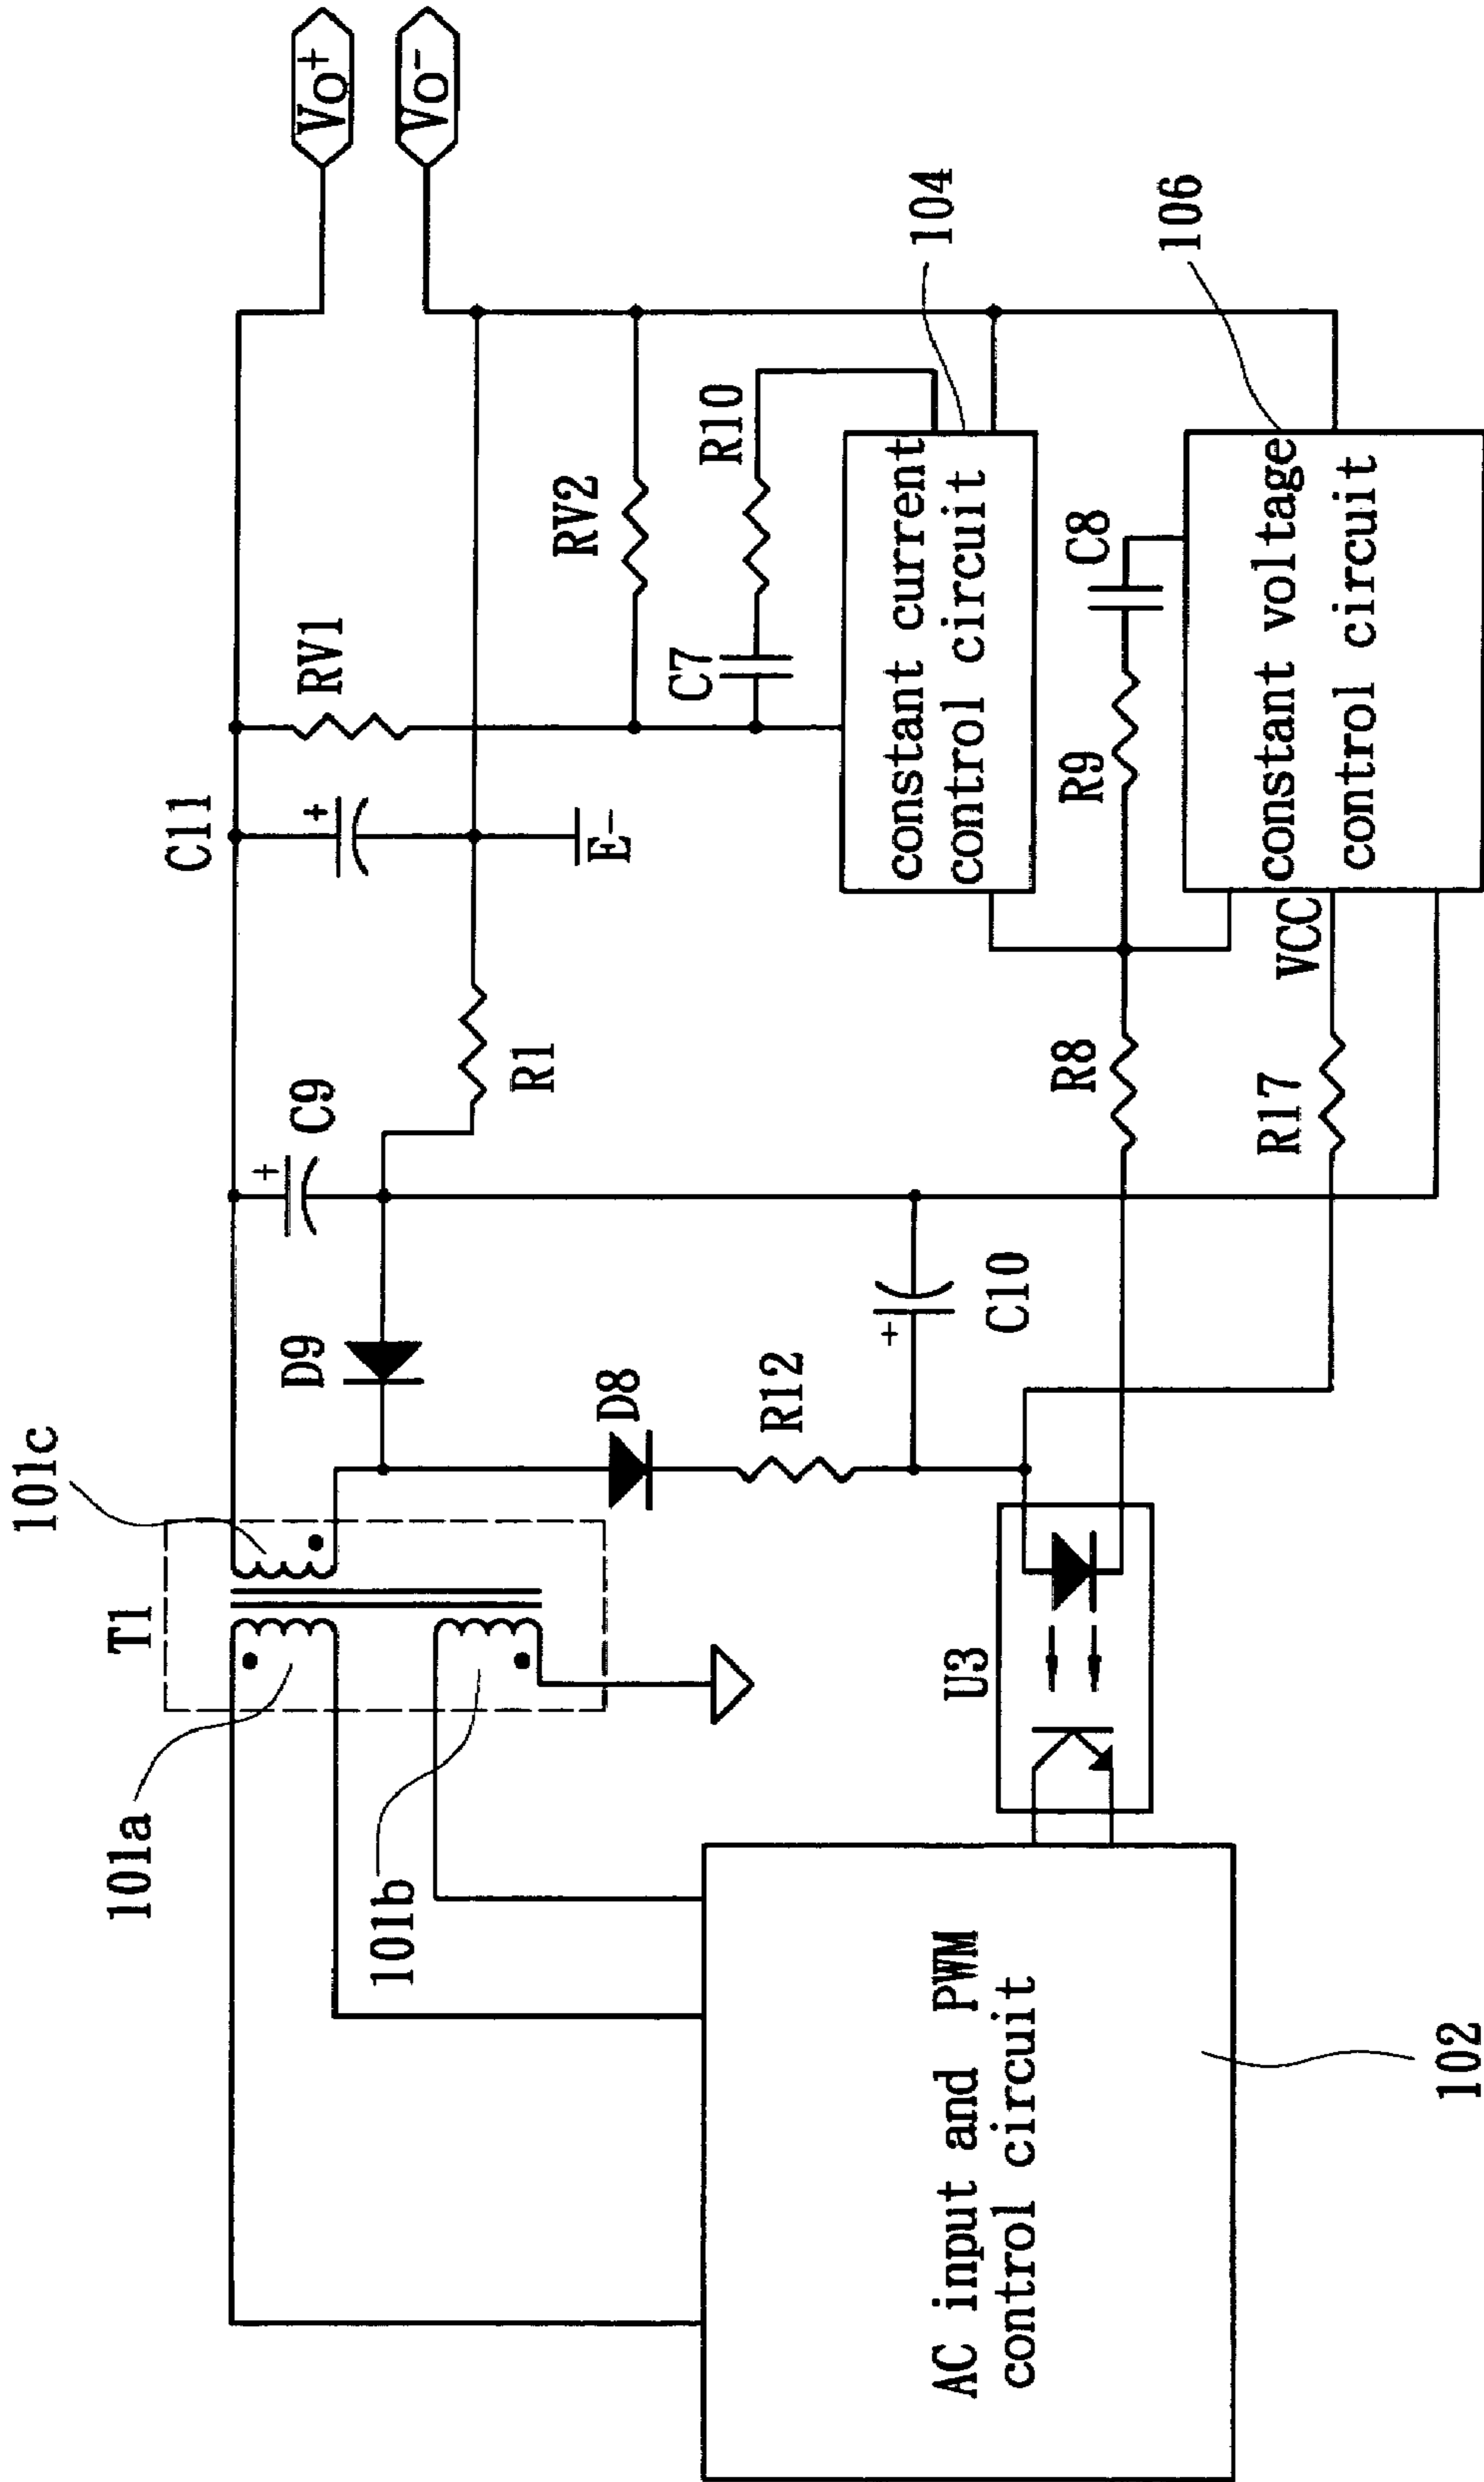 T1
101c
101a
101b
C9
C11
RV1
Vo+
Vo-
D9
R1
E-
RV2
D8
C7
R10
R12
C10
104
constant current
control circuit
U3
R8
R9
C8
106
VCC
R17
constant voltage
control circuit
AC input and PWM
control circuit
102